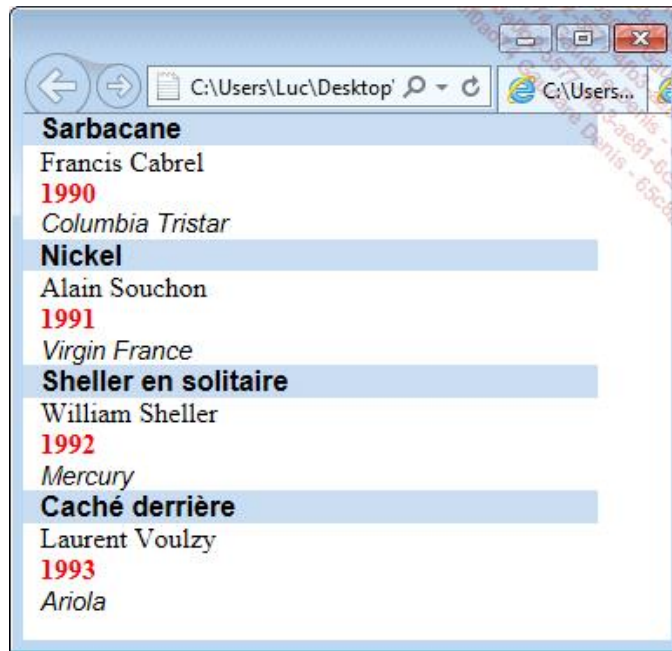 C:\Users\Luc\Desktop'
C:\Users...
Sarbacane
Francis Cabrel
1990
Columbia Tristar
Nickel
Alain Souchon
1991
Virgin France
Sheller en solitaire
William Sheller
1992
Mercury
Caché derrière
Laurent Voulzy
1993
Ariola